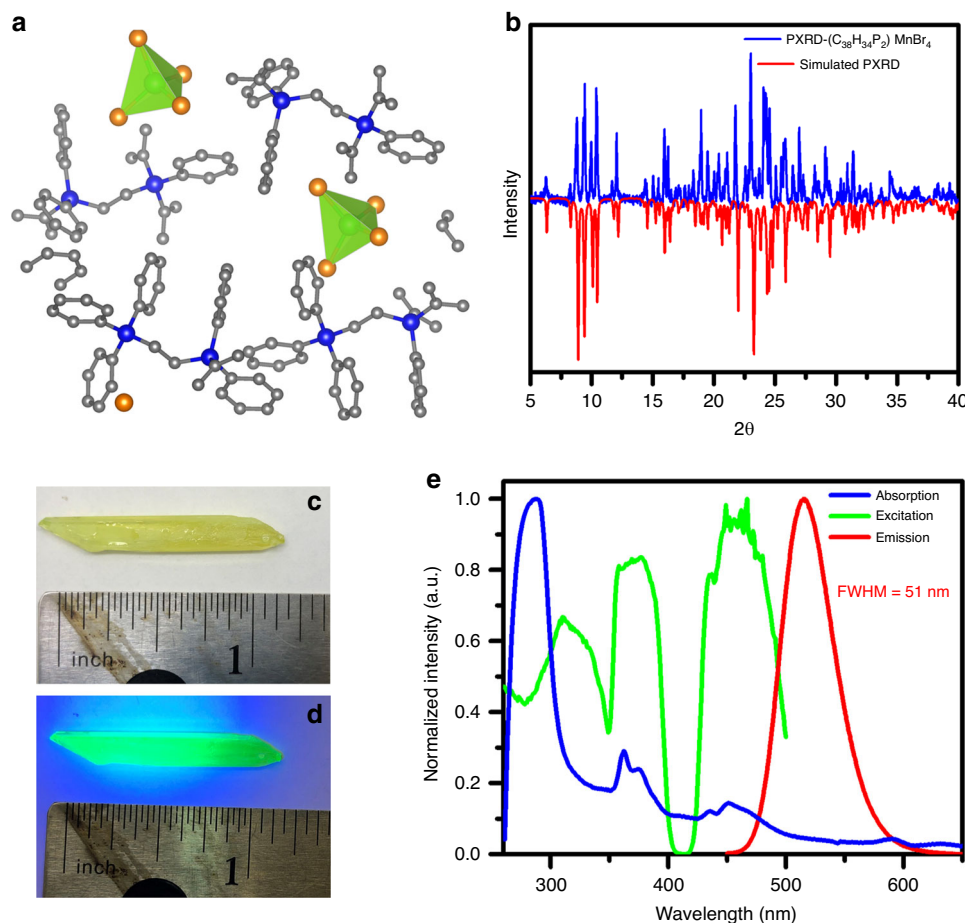 a
b
PXRD-(C₃₈H₃₄P₂) MnBr₄
Simulated PXRD
Intensity
5 10 15 20 25 30 35 40
2θ
c
inch
1
d
inch
1
e
Absorption
Excitation
Emission
FWHM = 51 nm
Normalized intensity (a.u.)
1.0
0.8
0.6
0.4
0.2
0.0
300 400 500 600
Wavelength (nm)